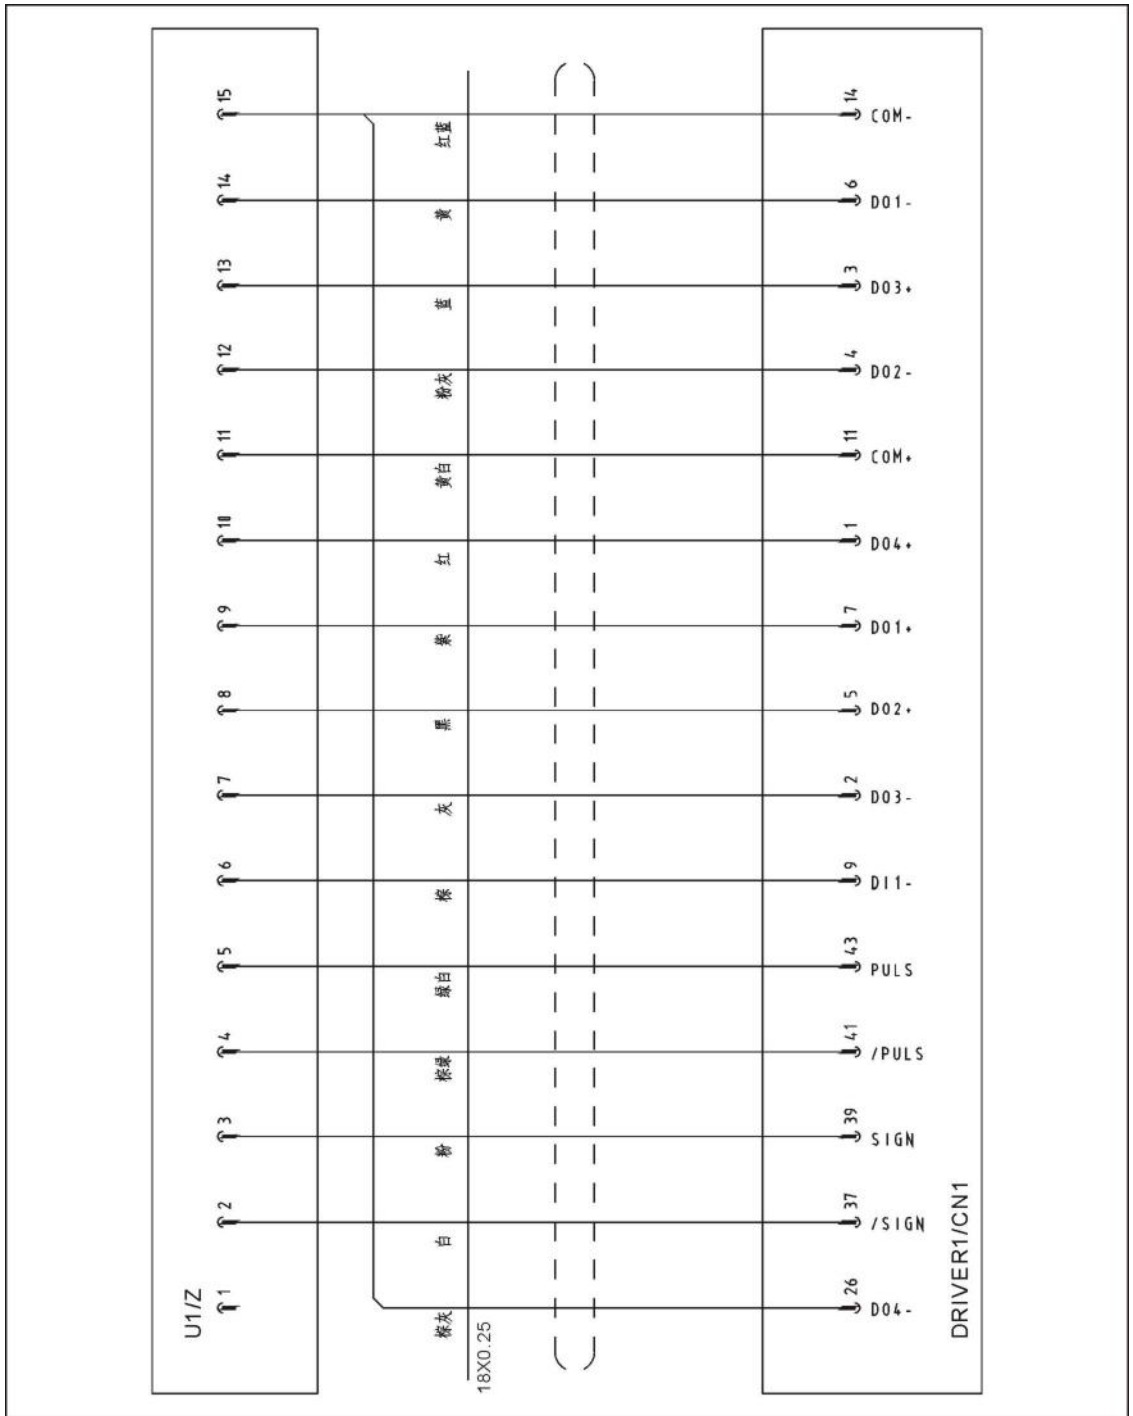 15 红蓝 14 COM-
14 黄 6 DO1-
13 蓝 3 DO3+
12 粉灰 4 DO2-
11 黄白 11 COM+
10 红 1 DO4+
9 紫 7 DO1+
8 黑 5 DO2+
7 灰 2 DO3-
6 棕 9 DI1-
5 绿白 43 PULS
4 棕绿 41 /PULS
3 粉 39 SIGN
2 白 37 /SIGN
1 棕灰 26 DO4-
U1/Z
18X0.25
DRIVER1/CN1